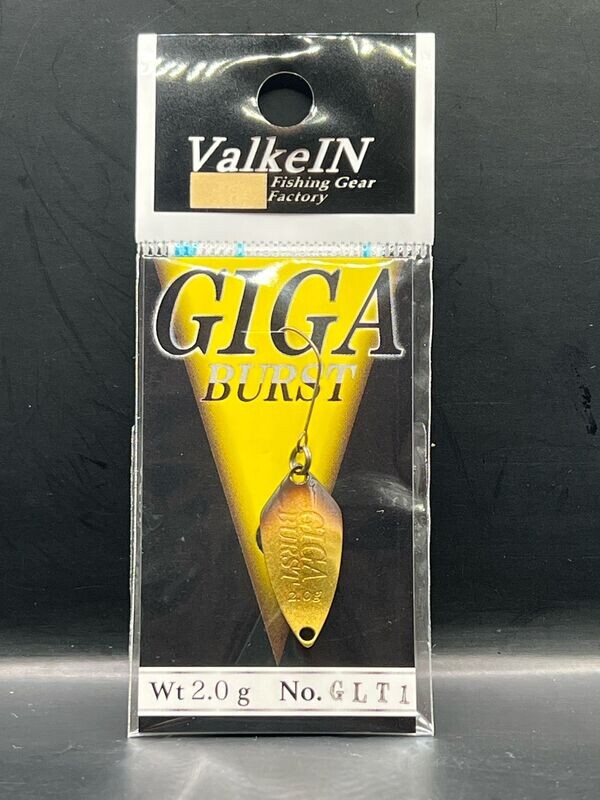 ValkeIN
Fishing Gear
Factory
GIGA
BURST
GIGA
BURST
2.0g
Wt 2.0 g No. GLT1